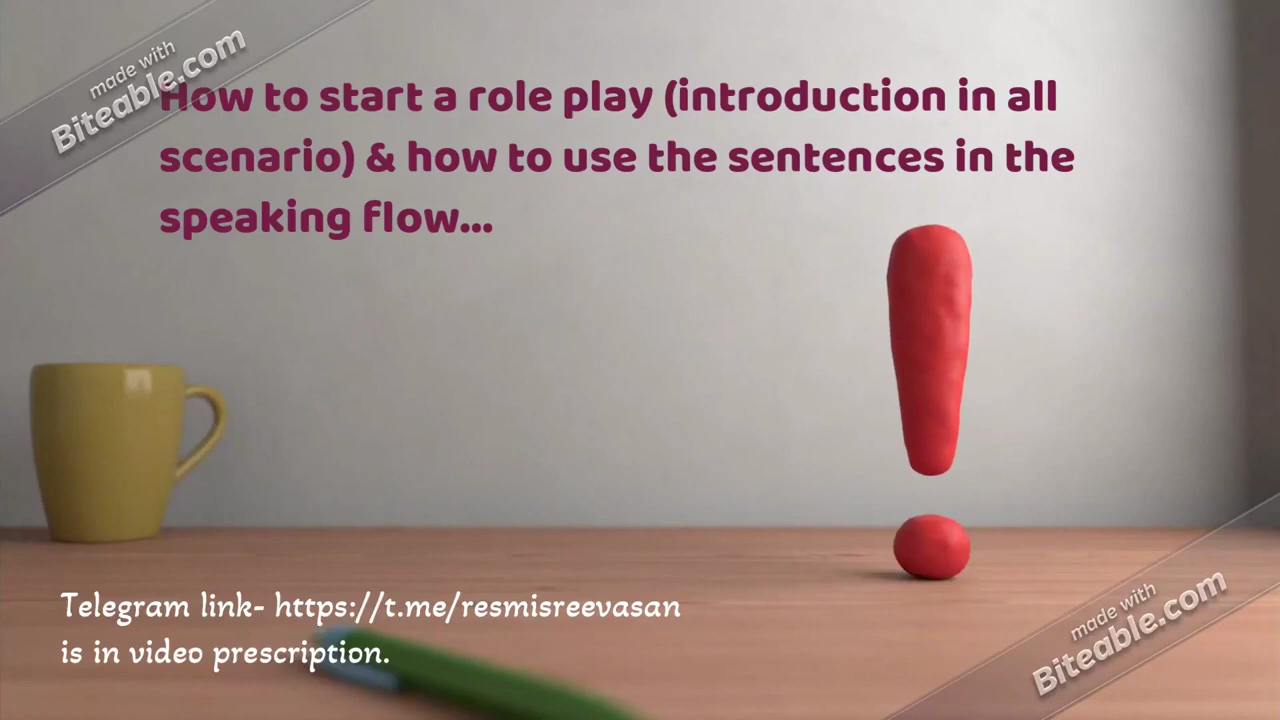 made with
Biteable.com
How to start a role play (introduction in all
scenario) & how to use the sentences in the
speaking flow...
Telegram link- https://t.me/resmisreevasan
is in video prescription.
made with
Biteable.com